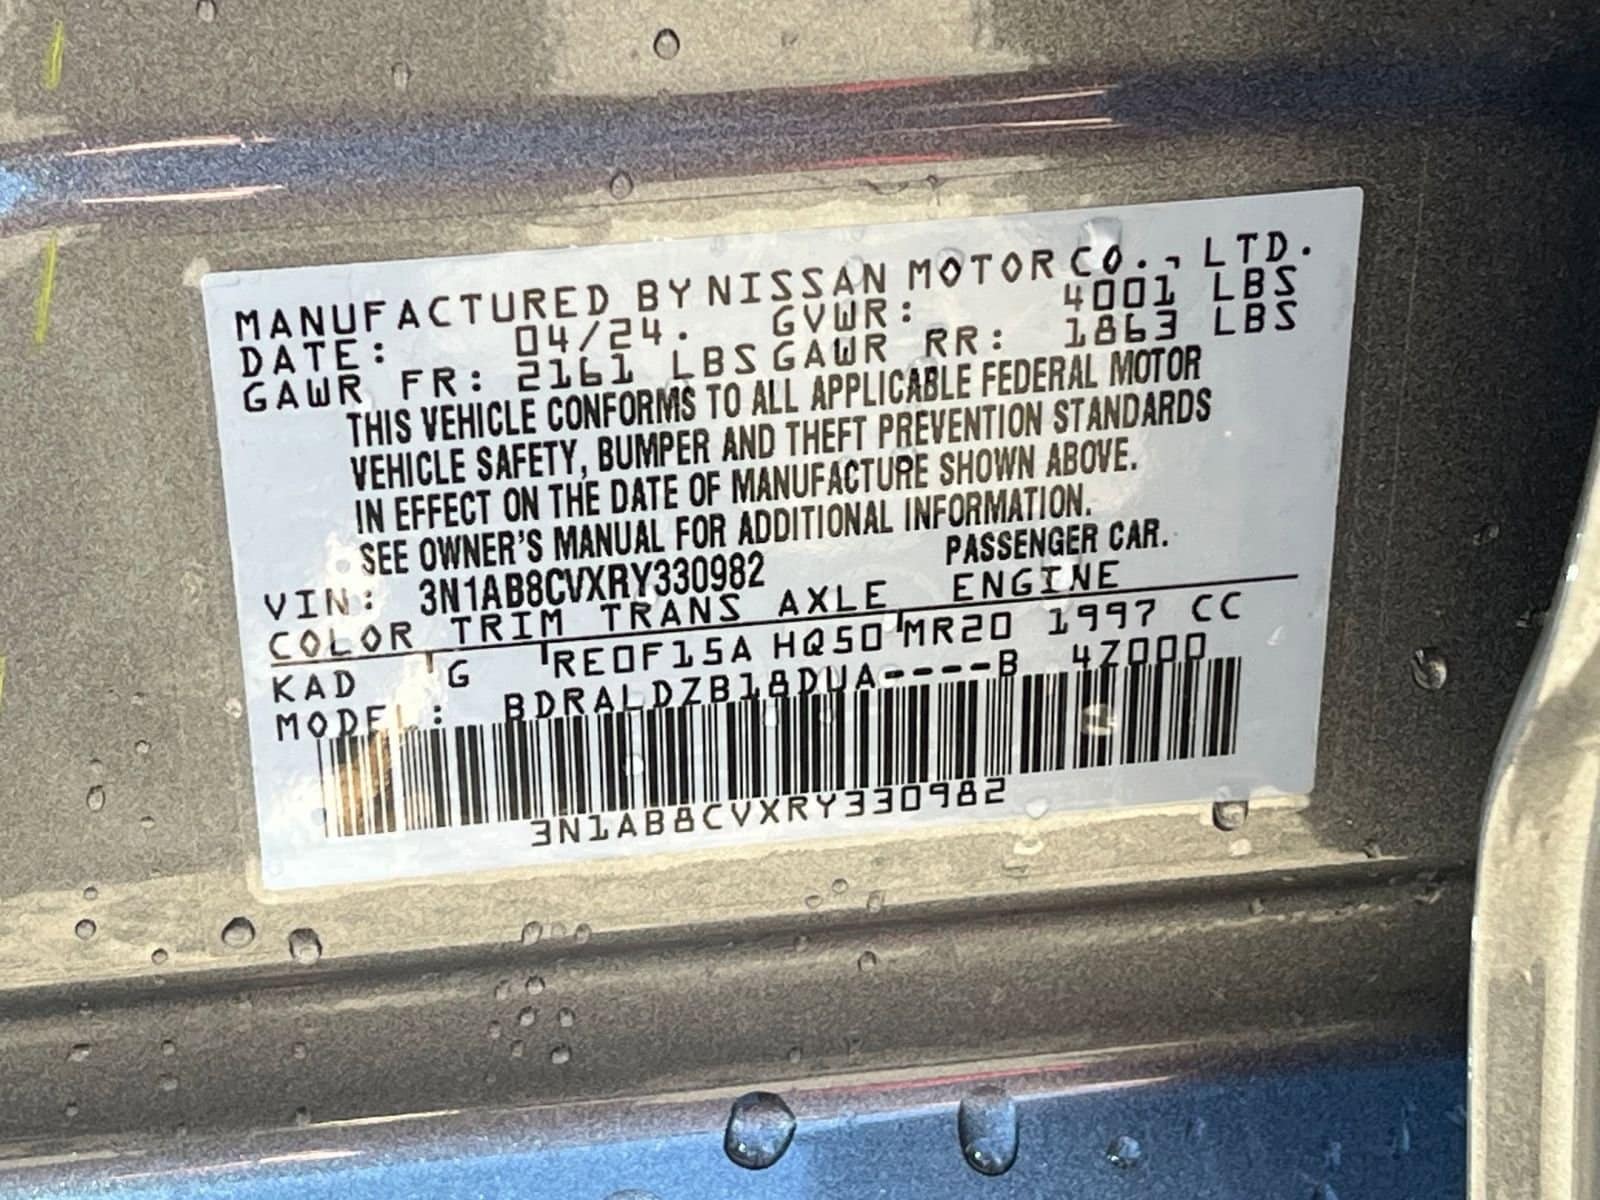 MANUFACTURED BY NISSAN MOTOR CO., LTD.
DATE: 04/24. GVWR: 4001 LBS
GAWR FR: 2161 LBS GAWR RR: 1863 LBS
THIS VEHICLE CONFORMS TO ALL APPLICABLE FEDERAL MOTOR
VEHICLE SAFETY, BUMPER AND THEFT PREVENTION STANDARDS
IN EFFECT ON THE DATE OF MANUFACTURE SHOWN ABOVE.
SEE OWNER'S MANUAL FOR ADDITIONAL INFORMATION.
VIN: 3N1AB8CVXRY330982 PASSENGER CAR.
COLOR TRIM TRANS AXLE ENGINE
KAD G RE0F15A HQ50 MR20 1997 CC
MODEL: BDRALDZB18DUA----B 4Z000
3N1AB8CVXRY330982